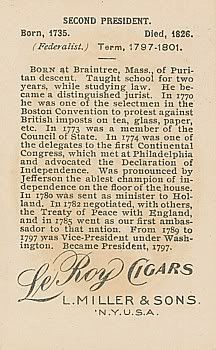 SECOND PRESIDENT.
Born, 1735. Died, 1826.
(Federalist.) Term, 1797-1801.
BORN at Braintree, Mass., of Puri-
tan descent. Taught school for two
years, while studying law. He be-
came a distinguished jurist. In 1770
he was one of the selectmen in the
Boston Convention to protest against
British imposts on tea, glass, paper,
etc. In 1773 was a member of the
Council of State. In 1774 was one of
the delegates to the first Continental
Congress, which met at Philadelphia
and advocated the Declaration of
Independence. Was pronounced by
Jefferson the ablest champion of in-
dependence on the floor of the house.
In 1780 was sent as minister to Hol-
land. In 1782 negotiated, with others,
the Treaty of Peace with England,
and in 1785 went as our first ambas-
sador to that nation. From 1789 to
1797 was Vice-President under Wash-
ington. Became President, 1797.
Le Roy CIGARS
L. MILLER & SONS.
N.Y. U.S.A.